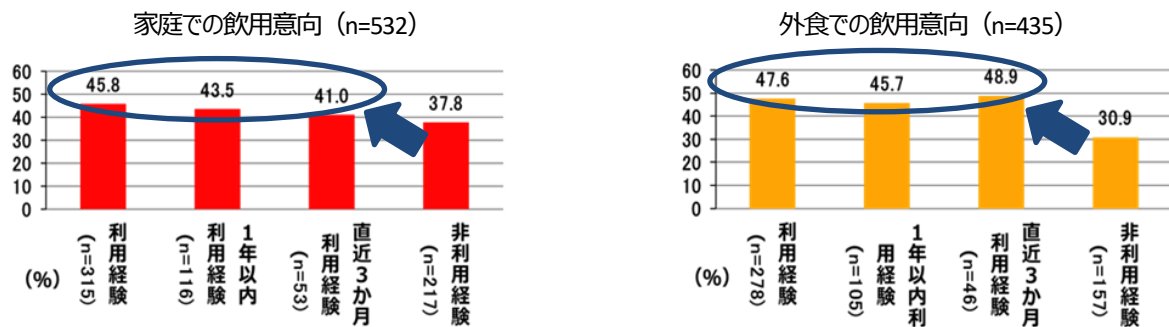 家庭での飲用意向（n=532）
60
50
40
30
20
10
0
45.8
43.5
41.0
37.8
(%)
利用経験
(n=315)
1年以内
利用経験
(n=116)
直近3か月
利用経験
(n=53)
非利用経験
(n=217)
外食での飲用意向（n=435）
60
50
40
30
20
10
0
47.6
45.7
48.9
30.9
(%)
利用経験
(n=278)
1年以内利
用経験
(n=105)
直近3か月
利用経験
(n=46)
非利用経験
(n=157)